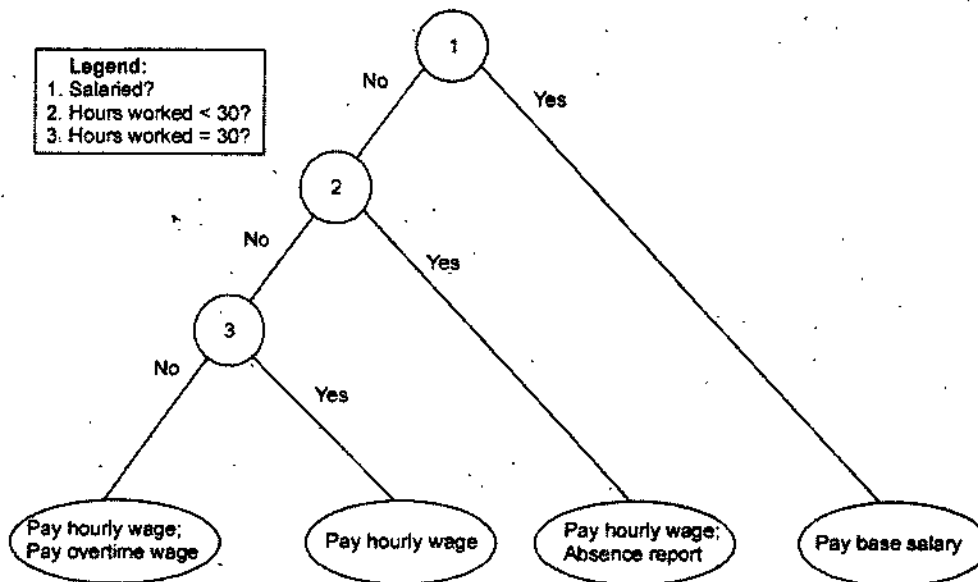 1
Legend:
1. Salaried?
2. Hours worked < 30?
3. Hours worked = 30?
No
Yes
2
No
Yes
3
No
Yes
Pay hourly wage;
Pay overtime wage
Pay hourly wage
Pay hourly wage;
Absence report
Pay base salary